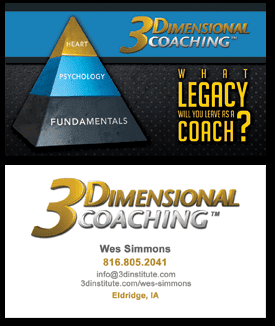 3DIMENSIONAL
COACHING™
HEART
PSYCHOLOGY
FUNDAMENTALS
WHAT
LEGACY
WILL YOU LEAVE AS A
COACH?
3DIMENSIONAL
COACHING™
Wes Simmons
816.805.2041
info@3dinstitute.com
3dinstitute.com/wes-simmons
Eldridge, IA